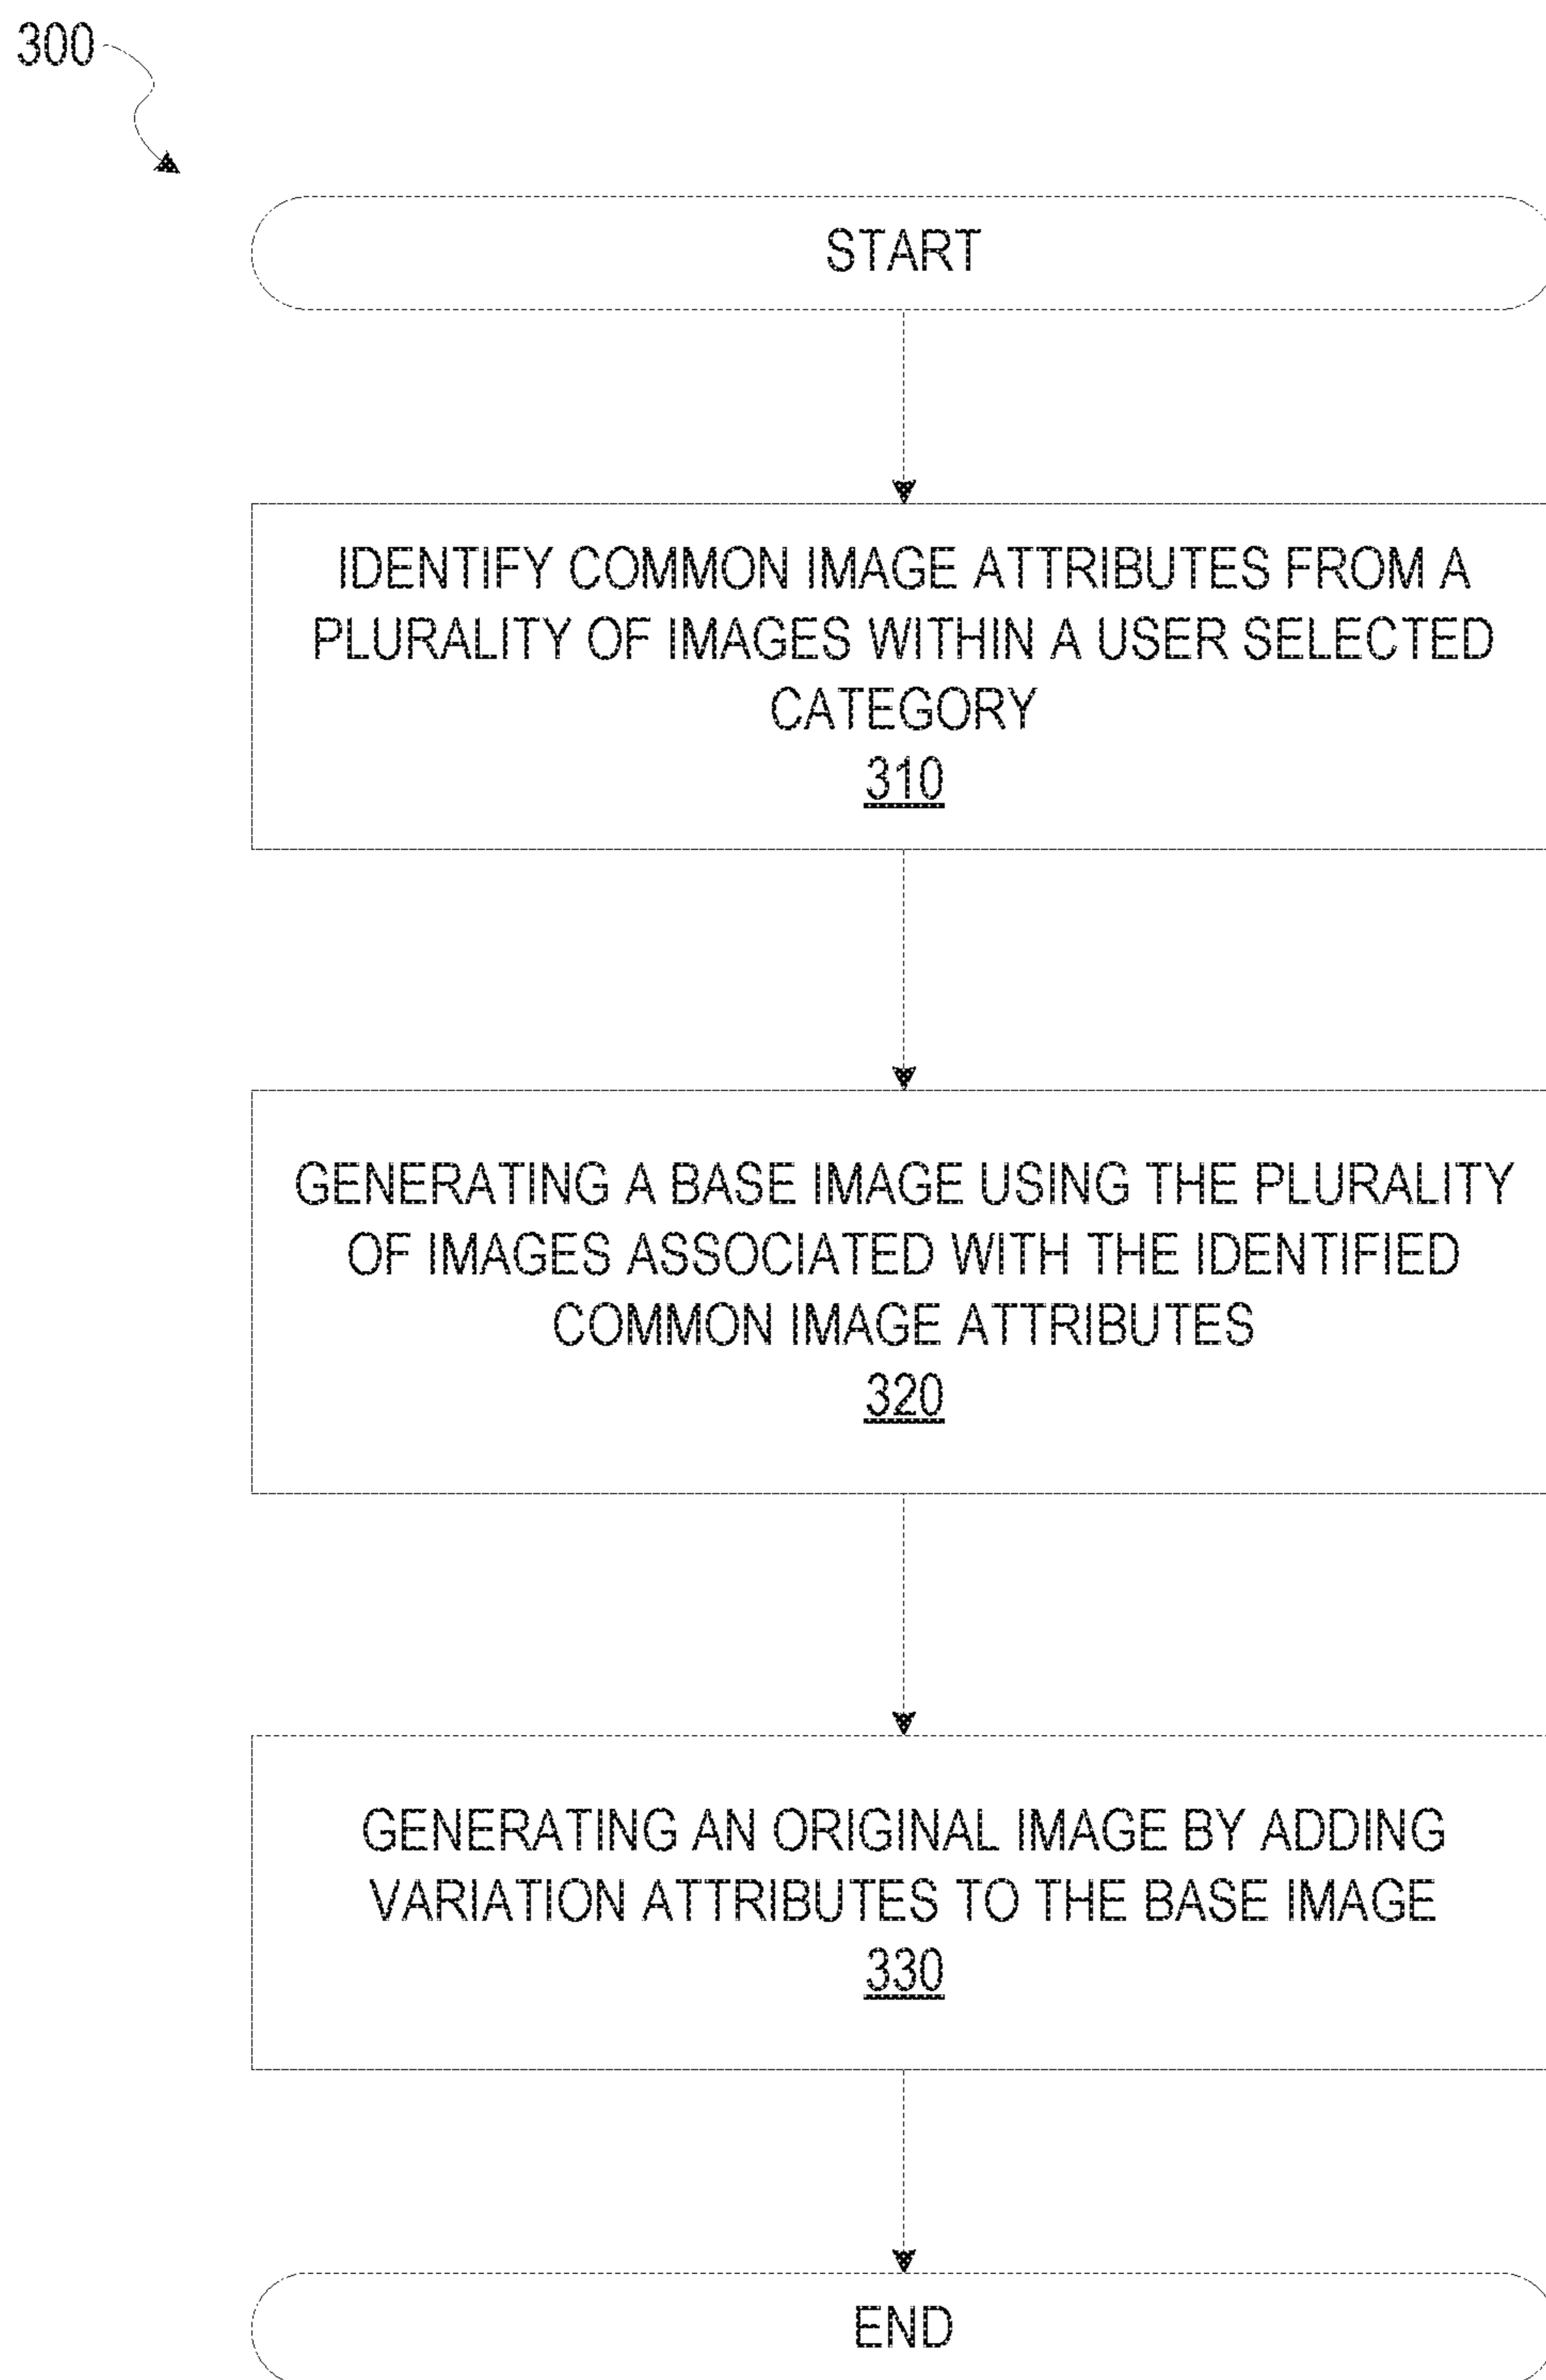 300
START
IDENTIFY COMMON IMAGE ATTRIBUTES FROM A
PLURALITY OF IMAGES WITHIN A USER SELECTED
CATEGORY
310
GENERATING A BASE IMAGE USING THE PLURALITY
OF IMAGES ASSOCIATED WITH THE IDENTIFIED
COMMON IMAGE ATTRIBUTES
320
GENERATING AN ORIGINAL IMAGE BY ADDING
VARIATION ATTRIBUTES TO THE BASE IMAGE
330
END